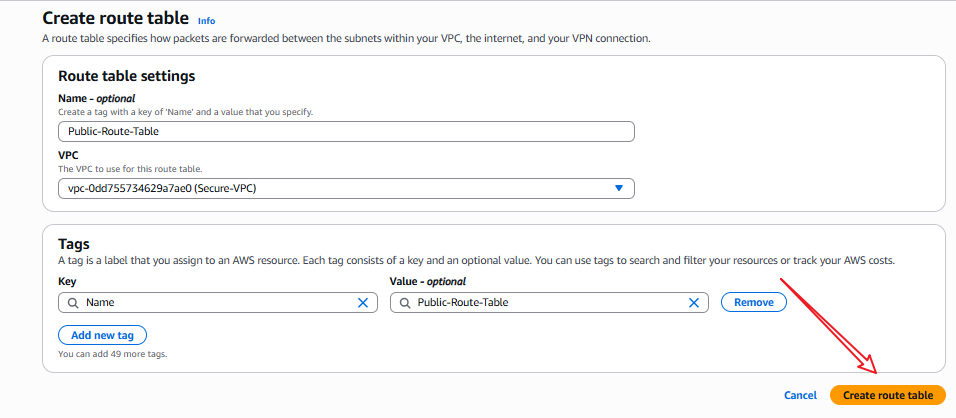 Create route table Info
A route table specifies how packets are forwarded between the subnets within your VPC, the internet, and your VPN connection.
Route table settings
Name - optional
Create a tag with a key of 'Name' and a value that you specify.
Public-Route-Table
VPC
The VPC to use for this route table.
vpc-0dd755734629a7ae0 (Secure-VPC)
Tags
A tag is a label that you assign to an AWS resource. Each tag consists of a key and an optional value. You can use tags to search and filter your resources or track your AWS costs.
Key Value - optional
Name Public-Route-Table Remove
Add new tag
You can add 49 more tags.
Cancel Create route table